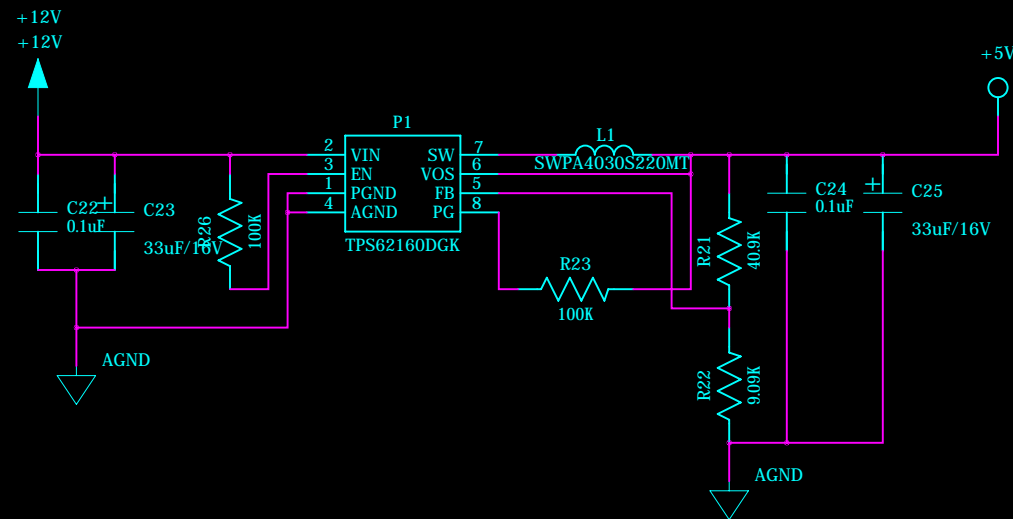 +12V
+12V
+5V
P1
L1
SWPA4030S220MT
2
VIN
SW
7
3
EN
VOS
6
1
PGND
FB
5
4
AGND
PG
8
TPS62160DGK
C22
0.1uF
+
C23
33uF/16V
R26
100K
R23
100K
R21
40.9K
R22
9.09K
C24
0.1uF
+
C25
33uF/16V
AGND
AGND